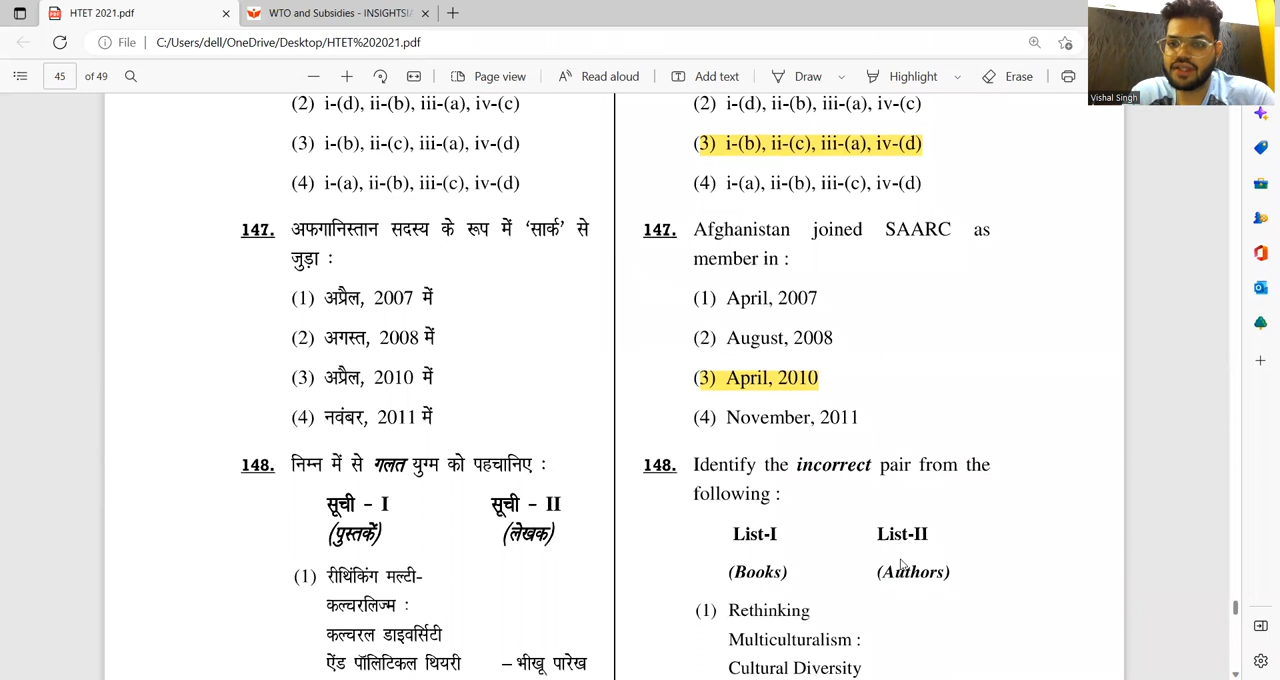 HTET 2021.pdf
WTO and Subsidies - INSIGHTSI
File C:/Users/dell/OneDrive/Desktop/HTET%202021.pdf
45 of 49 Page view Read aloud Add text Draw Highlight Erase
Vishal Singh
(2) i-(d), ii-(b), iii-(a), iv-(c)
(3) i-(b), ii-(c), iii-(a), iv-(d)
(4) i-(a), ii-(b), iii-(c), iv-(d)
147. अफगानिस्तान सदस्य के रूप में ‘सार्क’ से
जुड़ा :
(1) अप्रैल, 2007 में
(2) अगस्त, 2008 में
(3) अप्रैल, 2010 में
(4) नवंबर, 2011 में
148. निम्न में से गलत युग्म को पहचानिए :
सूची - I सूची - II
(पुस्तकें) (लेखक)
(1) रीथिंकिंग मल्टी-
कल्चरलिज्म :
कल्चरल डाइवर्सिटी
ऐंड पॉलिटिकल थियरी – भीखू पारेख
(2) i-(d), ii-(b), iii-(a), iv-(c)
(3) i-(b), ii-(c), iii-(a), iv-(d)
(4) i-(a), ii-(b), iii-(c), iv-(d)
147. Afghanistan joined SAARC as
member in :
(1) April, 2007
(2) August, 2008
(3) April, 2010
(4) November, 2011
148. Identify the incorrect pair from the
following :
List-I List-II
(Books) (Authors)
(1) Rethinking
Multiculturalism :
Cultural Diversity